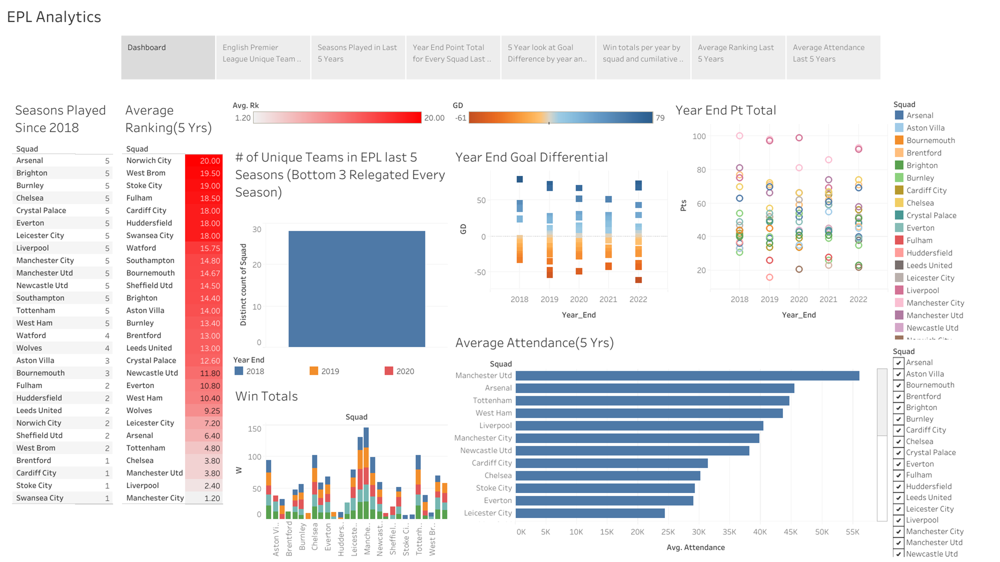 EPL Analytics
Dashboard
English Premier
League Unique Team ..
Seasons Played in Last
5 Years
Year End Point Total
for Every Squad Last ..
5 Year look at Goal
Difference by year an..
Win totals per year by
squad and cumilative ..
Average Ranking Last
5 Years
Average Attendance
Last 5 Years
Seasons Played
Since 2018
Squad
Arsenal 5
Brighton 5
Burnley 5
Chelsea 5
Crystal Palace 5
Everton 5
Leicester City 5
Liverpool 5
Manchester City 5
Manchester Utd 5
Newcastle Utd 5
Southampton 5
Tottenham 5
West Ham 5
Watford 4
Wolves 4
Aston Villa 3
Bournemouth 3
Fulham 2
Huddersfield 2
Leeds United 2
Norwich City 2
Sheffield Utd 2
West Brom 2
Brentford 1
Cardiff City 1
Stoke City 1
Swansea City 1
Average
Ranking(5 Yrs)
Squad
Norwich City 20.00
West Brom 19.50
Stoke City 19.00
Fulham 18.50
Cardiff City 18.00
Huddersfield 18.00
Swansea City 18.00
Watford 15.75
Southampton 14.80
Bournemouth 14.67
Sheffield Utd 14.50
Brighton 14.40
Aston Villa 14.00
Burnley 13.40
Brentford 13.00
Leeds United 13.00
Crystal Palace 12.60
Newcastle Utd 11.80
Everton 10.80
West Ham 10.40
Wolves 9.25
Leicester City 7.20
Arsenal 6.40
Tottenham 4.80
Chelsea 3.80
Manchester Utd 3.80
Liverpool 2.40
Manchester City 1.20
Avg. Rk
1.20 20.00
# of Unique Teams in EPL last 5
Seasons (Bottom 3 Relegated Every
Season)
Distinct count of Squad
30
20
10
0
Year End
2018 2019 2020
Win Totals
Squad
W
150
100
50
0
Aston Vi..
Brentford
Burnley
Chelsea
Everton
Hudders..
Leiceste..
Manche..
Newcast..
Sheffiel..
Stoke Ci..
Tottenh..
West Br..
GD
-61 79
Year End Goal Differential
GD
50
0
-50
2018 2019 2020 2021 2022
Year_End
Year End Pt Total
Pts
100
80
60
40
20
2018 2019 2020 2021 2022
Year_End
Average Attendance(5 Yrs)
Squad
Manchester Utd
Arsenal
Tottenham
West Ham
Liverpool
Manchester City
Newcastle Utd
Cardiff City
Chelsea
Stoke City
Everton
Leicester City
0K 5K 10K 15K 20K 25K 30K 35K 40K 45K 50K 55K
Avg. Attendance
Squad
Arsenal
Aston Villa
Bournemouth
Brentford
Brighton
Burnley
Cardiff City
Chelsea
Crystal Palace
Everton
Fulham
Huddersfield
Leeds United
Leicester City
Liverpool
Manchester City
Manchester Utd
Newcastle Utd
Norwich City
Squad
Arsenal
Aston Villa
Bournemouth
Brentford
Brighton
Burnley
Cardiff City
Chelsea
Crystal Palace
Everton
Fulham
Huddersfield
Leeds United
Leicester City
Liverpool
Manchester City
Manchester Utd
Newcastle Utd